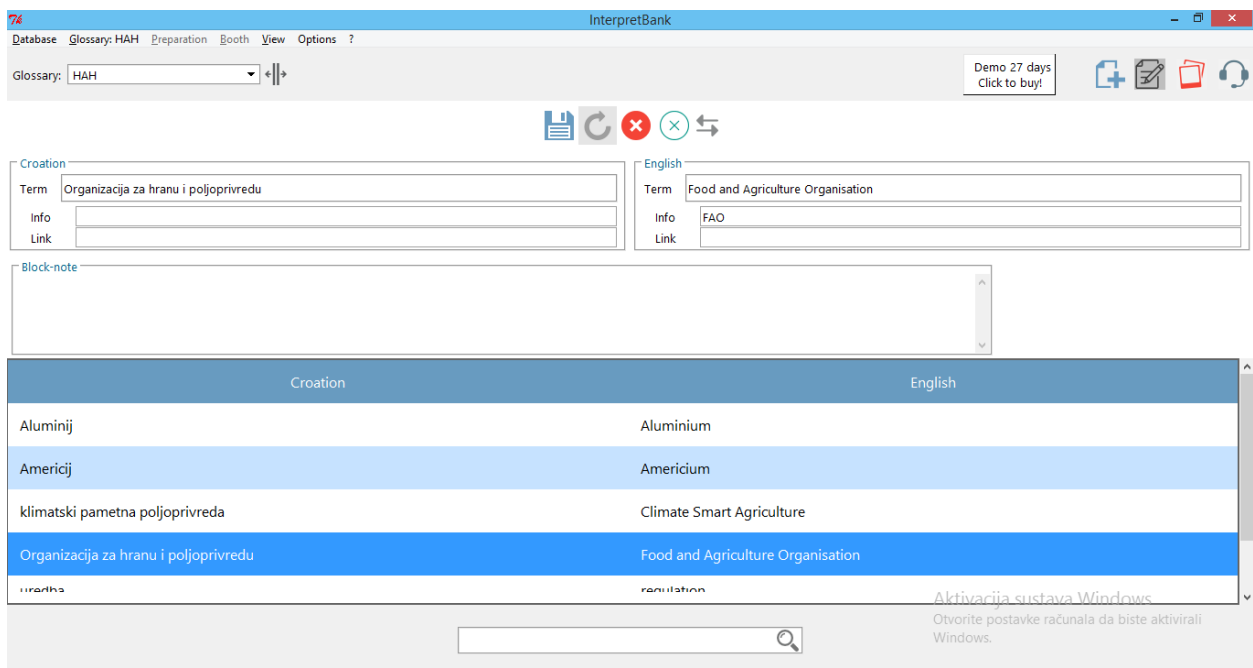 InterpretBank
Database Glossary: HAH Preparation Booth View Options ?
Glossary: HAH
Demo 27 days
Click to buy!
Croation
Term Organizacija za hranu i poljoprivredu
Info
Link
English
Term Food and Agriculture Organisation
Info FAO
Link
Block-note
Croation English
Aluminij Aluminium
Americij Americium
klimatski pametna poljoprivreda Climate Smart Agriculture
Organizacija za hranu i poljoprivredu Food and Agriculture Organisation
uredba regulation
Aktivacija sustava Windows
Otvorite postavke računala da biste aktivirali
Windows.